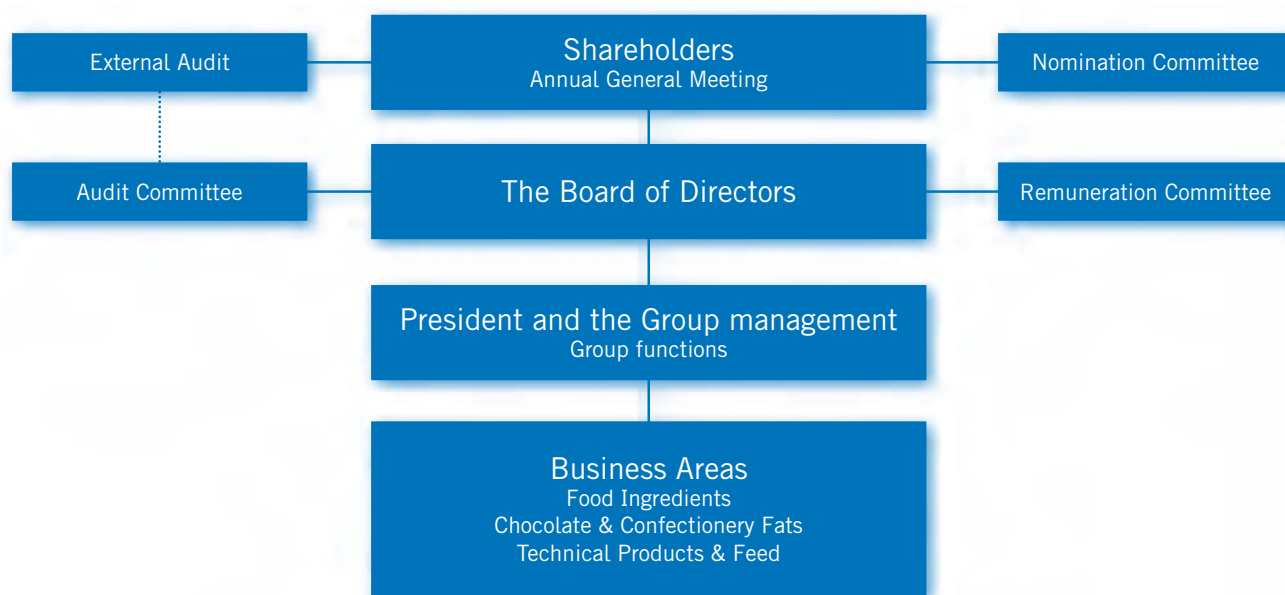 External Audit
Shareholders
Annual General Meeting
Nomination Committee
Audit Committee
The Board of Directors
Remuneration Committee
President and the Group management
Group functions
Business Areas
Food Ingredients
Chocolate & Confectionery Fats
Technical Products & Feed